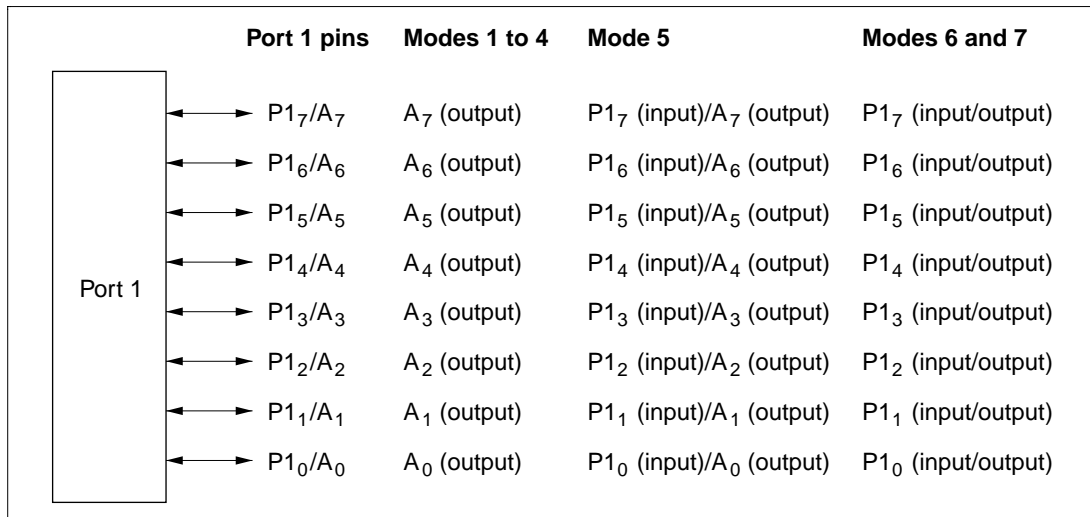 Port 1 pins Modes 1 to 4 Mode 5 Modes 6 and 7
P1₇/A₇ A₇ (output) P1₇ (input)/A₇ (output) P1₇ (input/output)
P1₆/A₆ A₆ (output) P1₆ (input)/A₆ (output) P1₆ (input/output)
P1₅/A₅ A₅ (output) P1₅ (input)/A₅ (output) P1₅ (input/output)
P1₄/A₄ A₄ (output) P1₄ (input)/A₄ (output) P1₄ (input/output)
Port 1
P1₃/A₃ A₃ (output) P1₃ (input)/A₃ (output) P1₃ (input/output)
P1₂/A₂ A₂ (output) P1₂ (input)/A₂ (output) P1₂ (input/output)
P1₁/A₁ A₁ (output) P1₁ (input)/A₁ (output) P1₁ (input/output)
P1₀/A₀ A₀ (output) P1₀ (input)/A₀ (output) P1₀ (input/output)